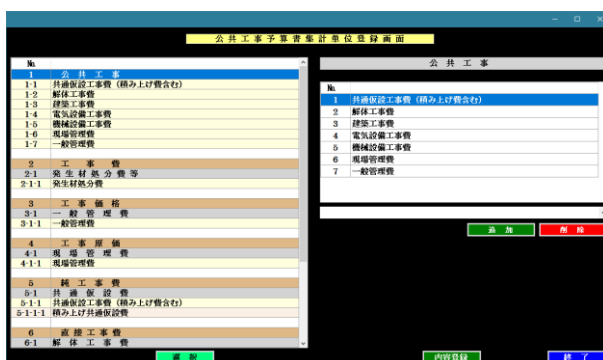 公共工事予算書集計単位登録画面
No.
1 公共工事
1-1 共通仮設工事費（積み上げ費含む）
1-2 解体工事費
1-3 建築工事費
1-4 電気設備工事費
1-5 機械設備工事費
1-6 現場管理費
1-7 一般管理費
2 工事費
2-1 発生材処分費等
2-1-1 発生材処分費
3 工事価格
3-1 一般管理費
3-1-1 一般管理費
4 工事原価
4-1 現場管理費
4-1-1 現場管理費
5 純工事費
5-1 共通仮設費
5-1-1 共通仮設工事費（積み上げ費含む）
5-1-1-1 積み上げ共通仮設費
6 直接工事費
6-1 解体工事費
選択
公共工事
No.
1 共通仮設工事費（積み上げ費含む）
2 解体工事費
3 建築工事費
4 電気設備工事費
5 機械設備工事費
6 現場管理費
7 一般管理費
追加 削除
内容登録 終了